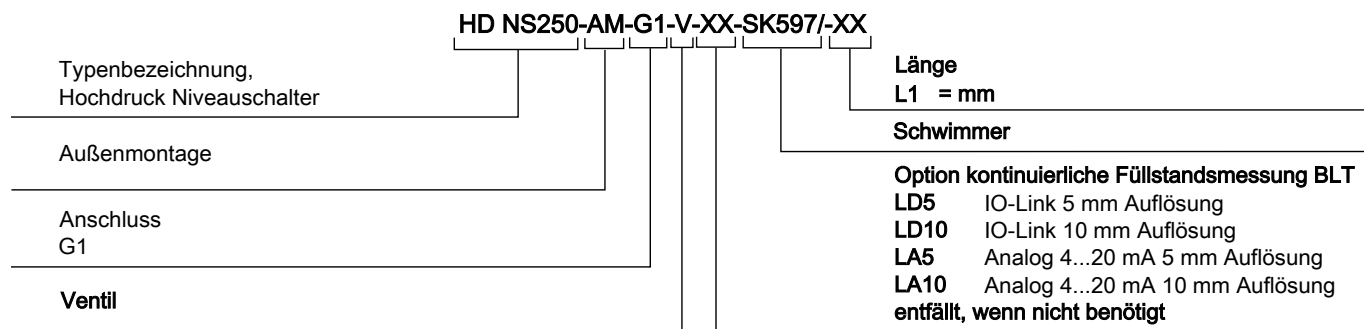 HD NS250-AM-G1-V-XX-SK597/-XX
Typenbezeichnung,
Hochdruck Niveauschalter
Außenmontage
Anschluss
G1
Ventil
Länge
L1 = mm
Schwimmer
Option kontinuierliche Füllstandsmessung BLT
LD5 IO-Link 5 mm Auflösung
LD10 IO-Link 10 mm Auflösung
LA5 Analog 4...20 mA 5 mm Auflösung
LA10 Analog 4...20 mA 10 mm Auflösung
entfällt, wenn nicht benötigt